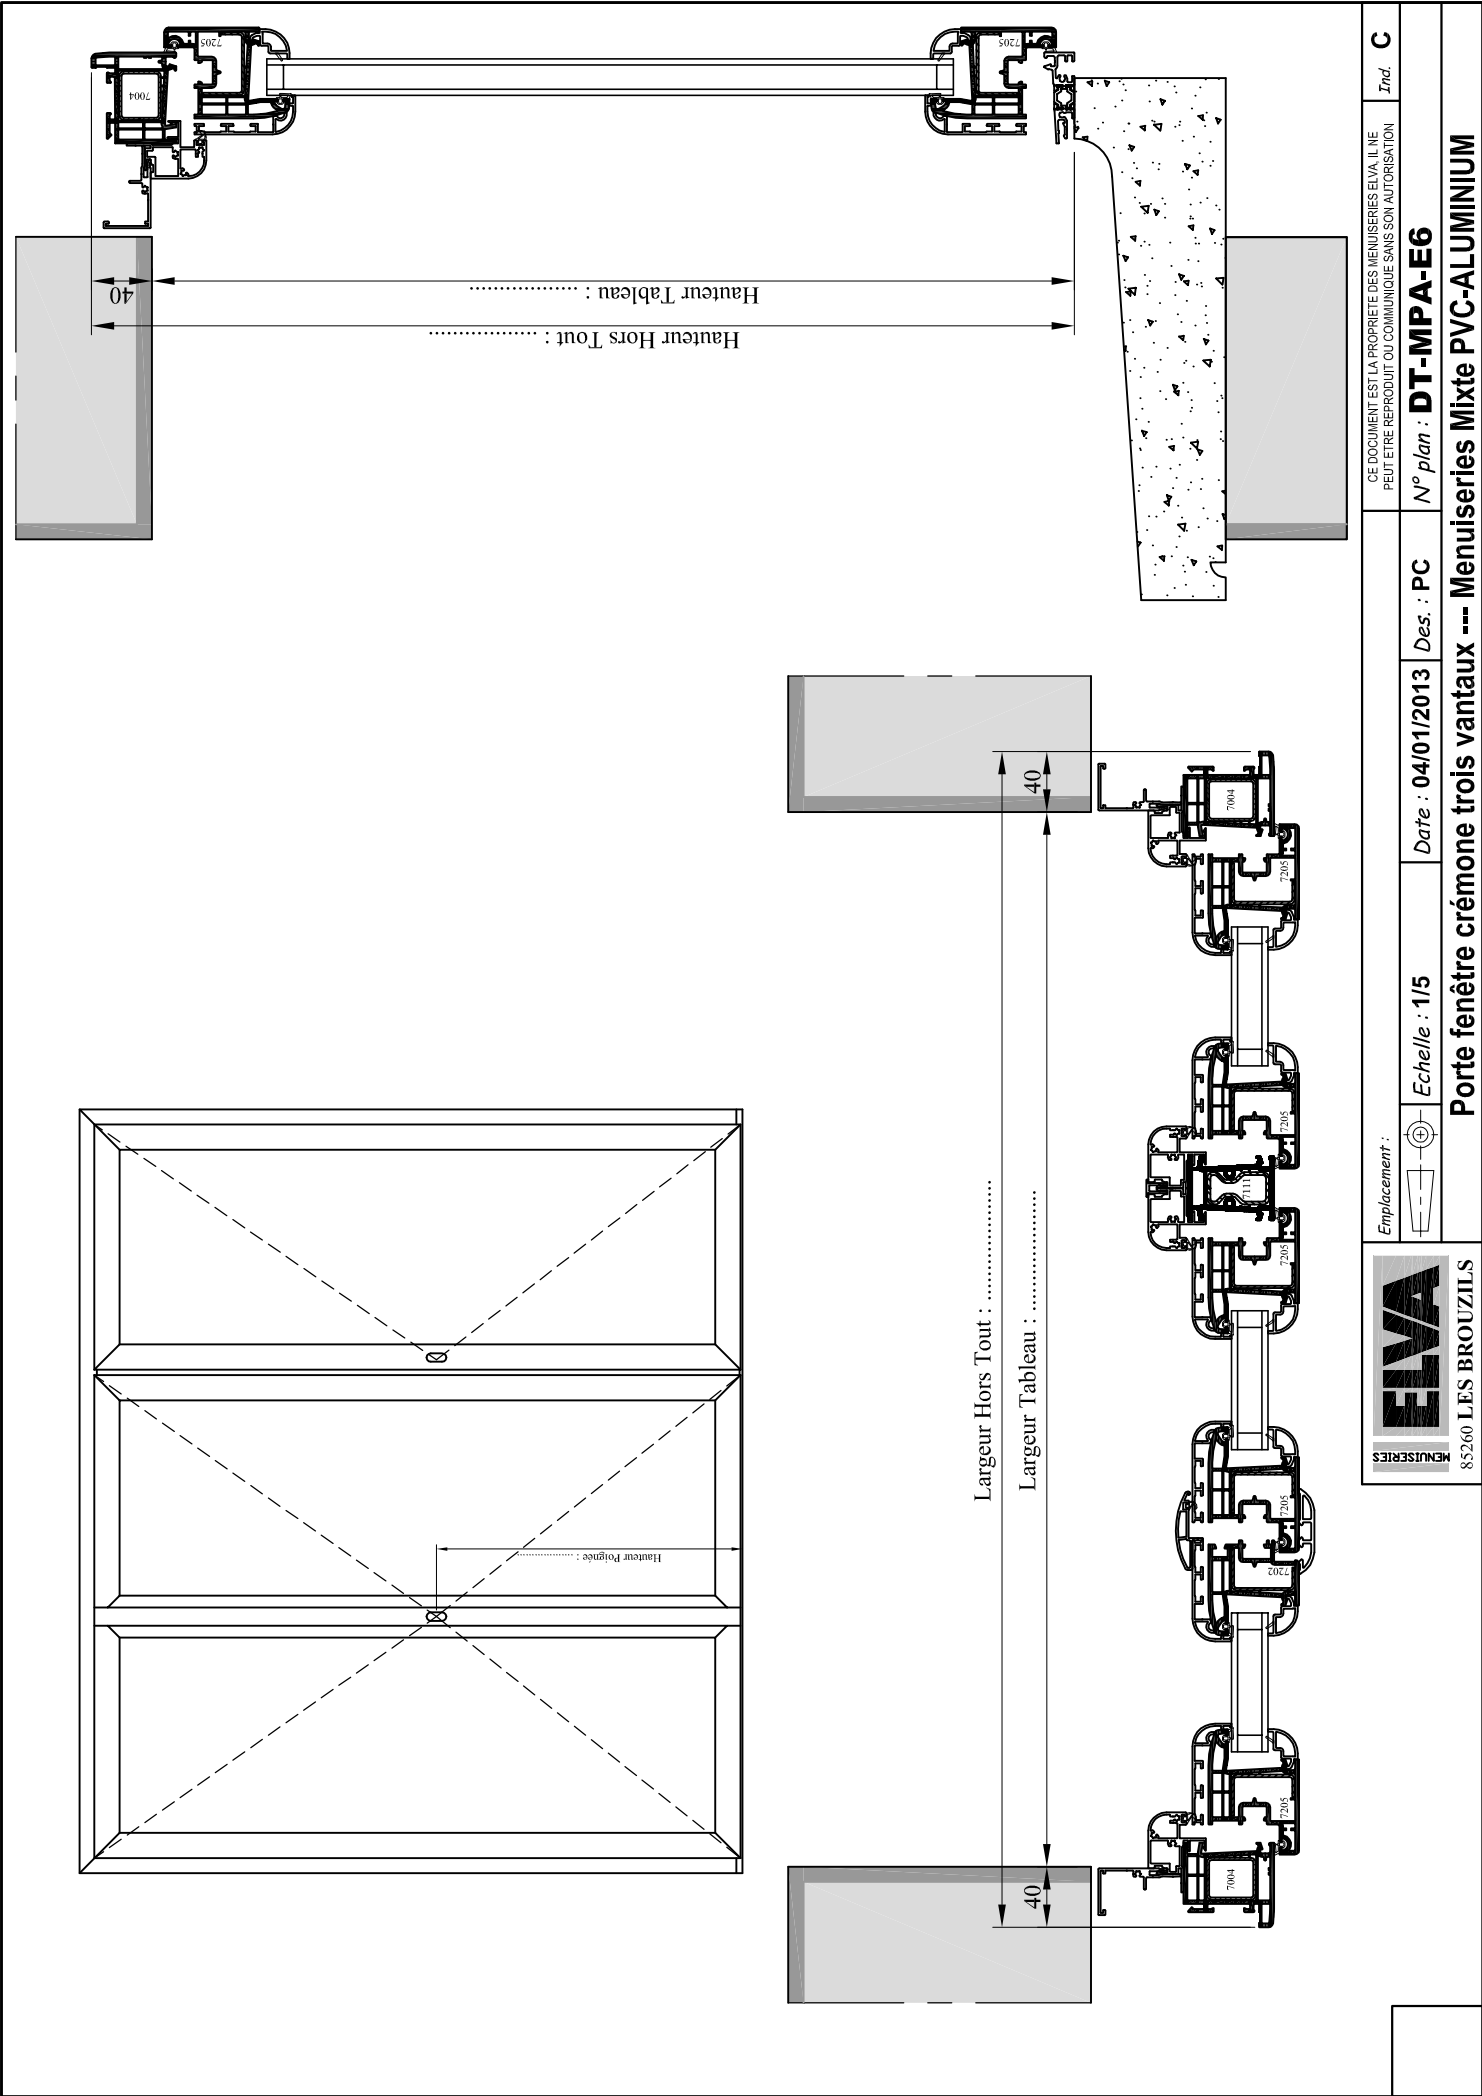 Hauteur Poignée : ....................
Hauteur Hors Tout : ..................
Hauteur Tableau : ..................
40
7004
7205
7205
Largeur Hors Tout : ..................
Largeur Tableau : ..................
40
40
7004
7205
7202
7205
7205
7111
7205
7205
7004
MENUISERIES
ELVA
85260 LES BROUZILS
Emplacement :
CE DOCUMENT EST LA PROPRIETE DES MENUISERIES ELVA, IL NE
PEUT ETRE REPRODUIT OU COMMUNIQUE SANS SON AUTORISATION
Ind. C
Echelle : 1/5
Date : 04/01/2013
Des. : PC
N° plan : DT-MPA-E6
Porte fenêtre crémone trois vantaux --- Menuiseries Mixte PVC-ALUMINIUM